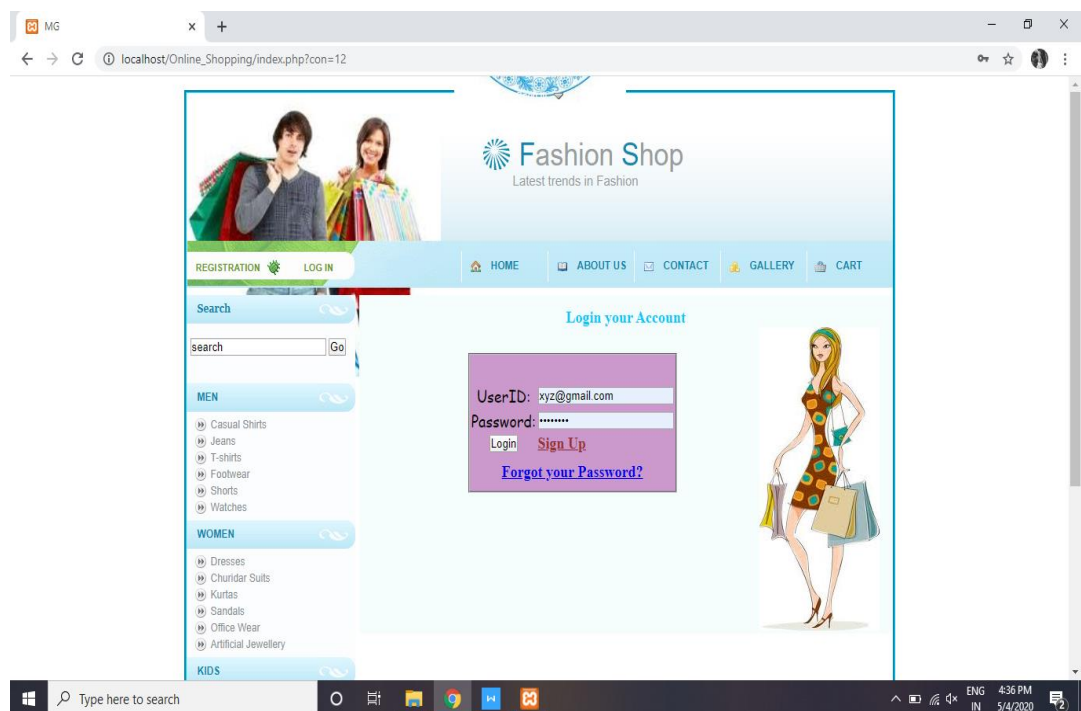 MG
localhost/Online_Shopping/index.php?con=12
Fashion Shop
Latest trends in Fashion
REGISTRATION LOG IN
HOME ABOUT US CONTACT GALLERY CART
Search
search Go
MEN
Casual Shirts
Jeans
T-shirts
Footwear
Shorts
Watches
WOMEN
Dresses
Churidar Suits
Kurtas
Sandals
Office Wear
Artificial Jewellery
KIDS
Login your Account
UserID: xyz@gmail.com
Password: ••••••••
Login Sign Up
Forgot your Password?
Type here to search
ENG 4:36 PM
IN 5/4/2020
2